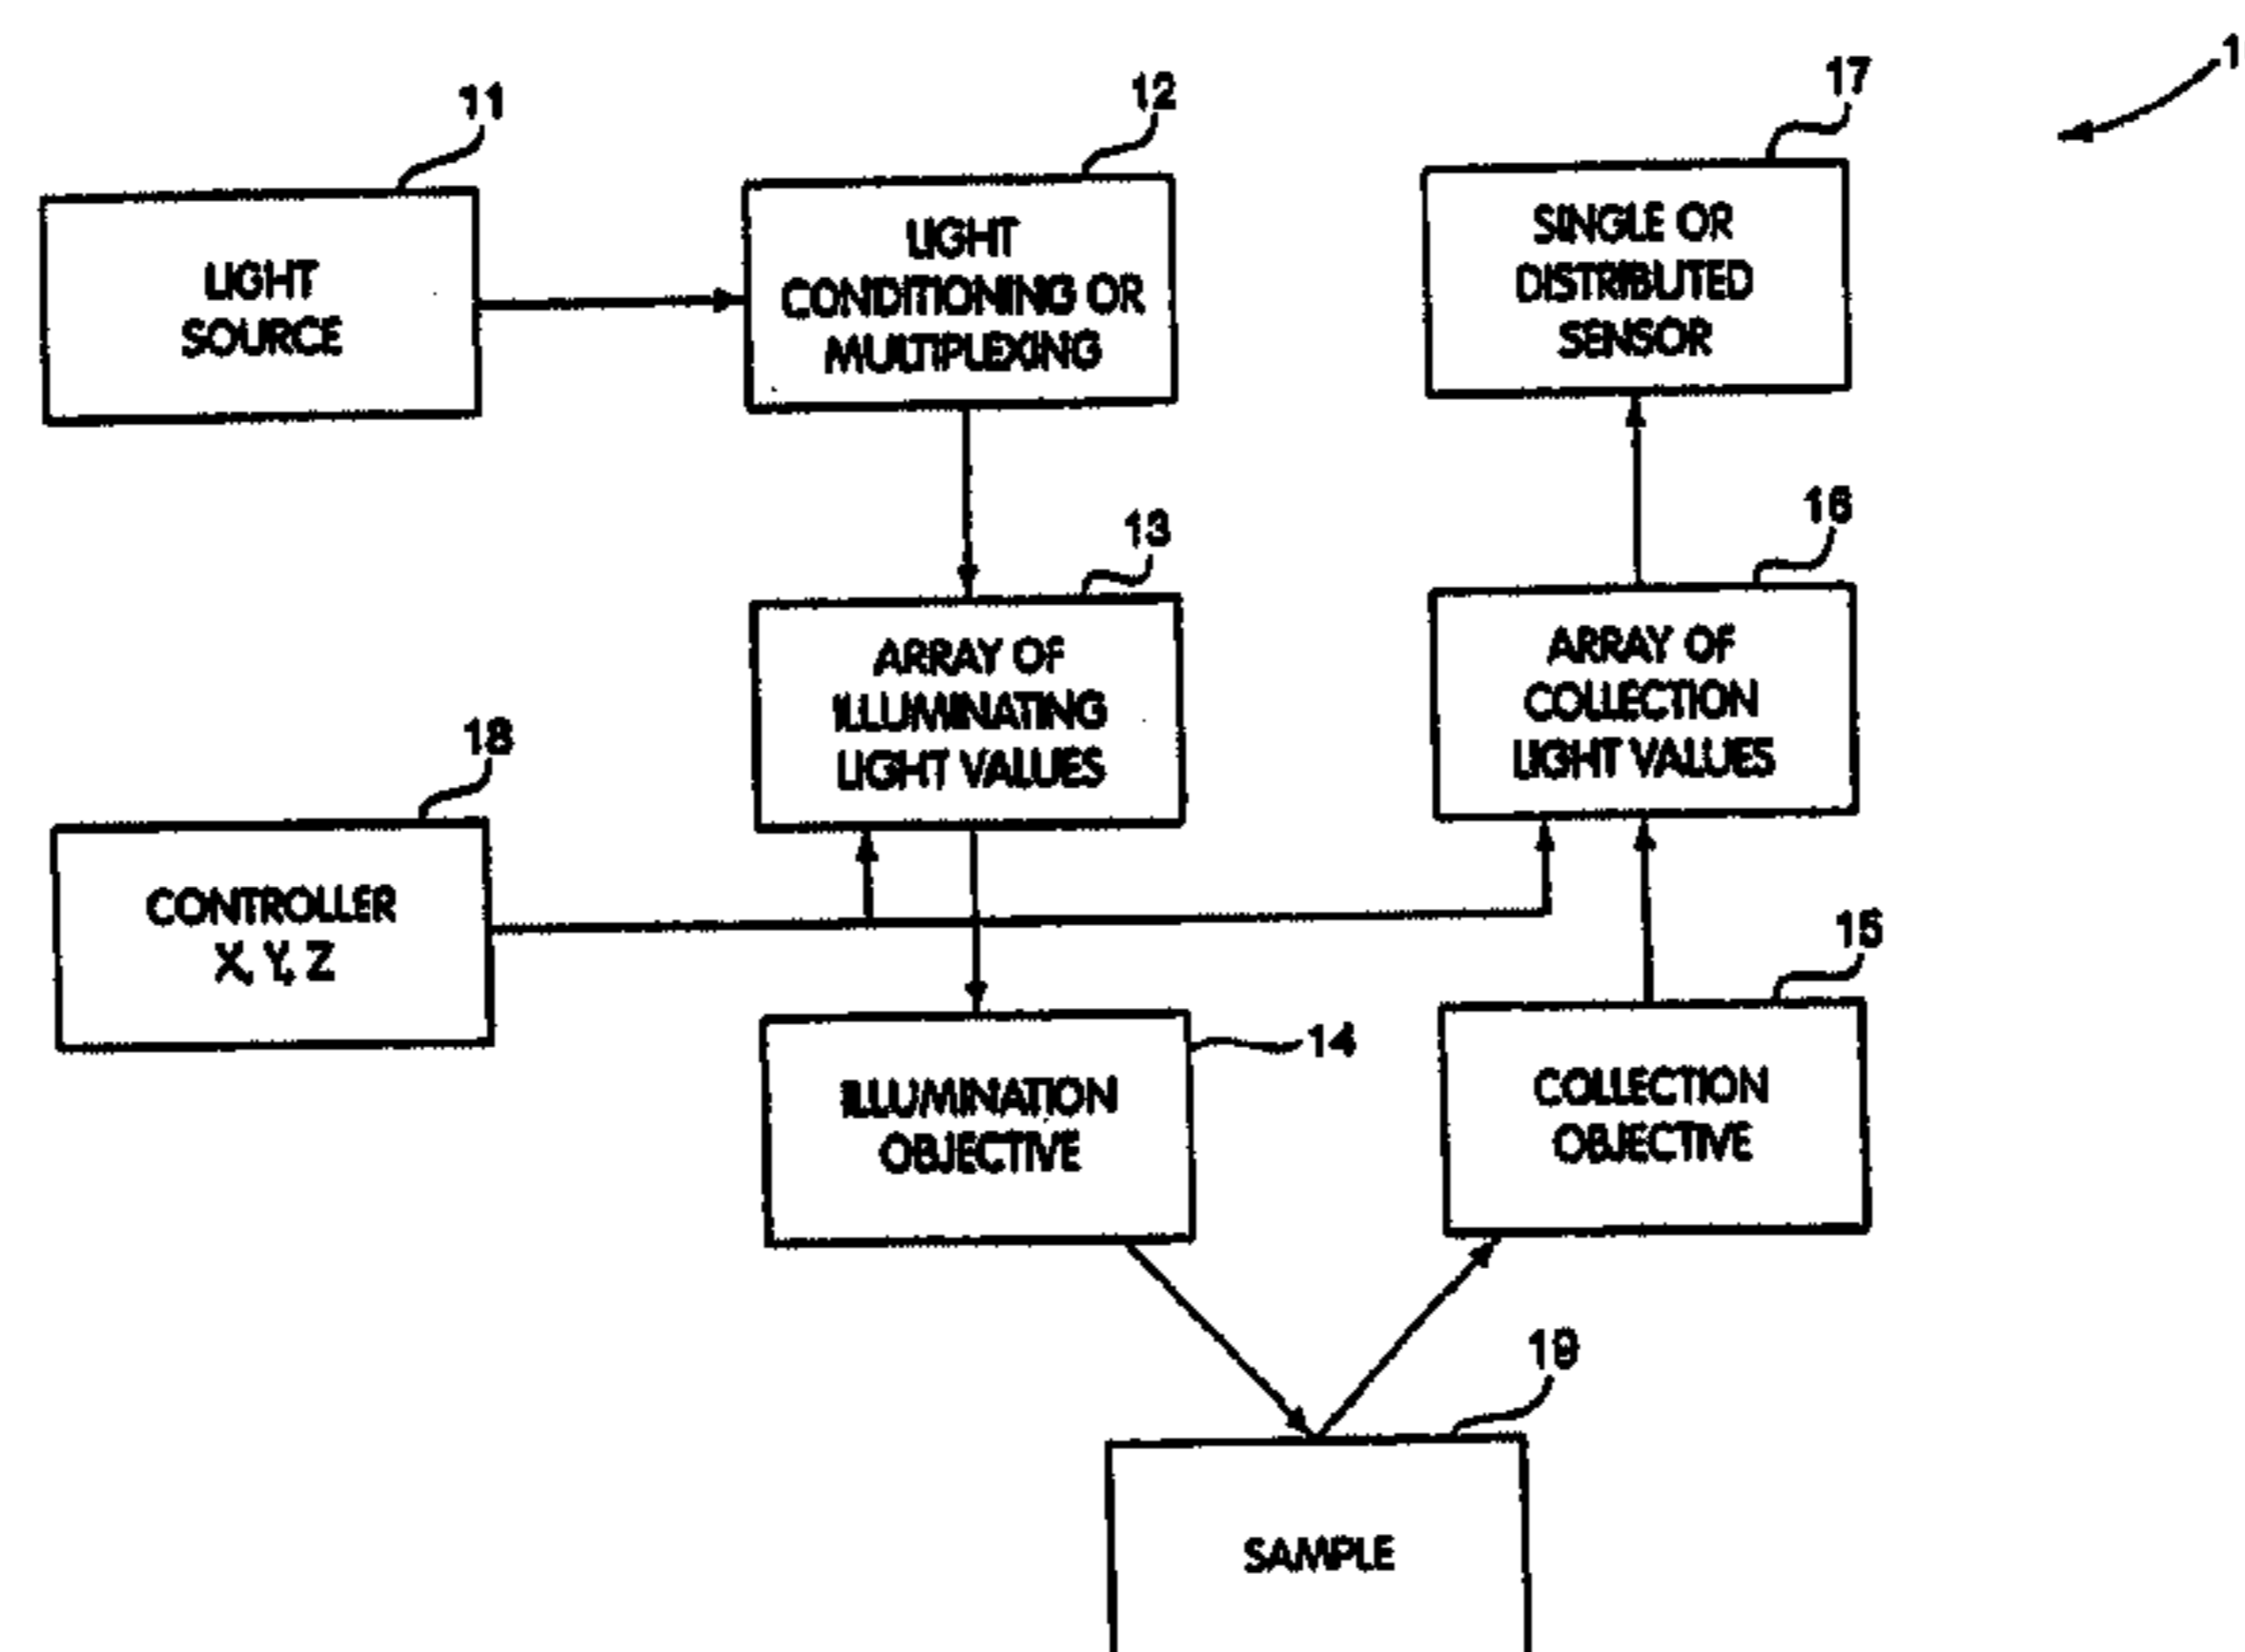 11
12
17
1
LIGHT
SOURCE
LIGHT
CONDITIONING OR
MULTIPLEXING
SINGLE OR
DISTRIBUTED
SENSOR
13
16
ARRAY OF
ILLUMINATING
LIGHT VALUES
ARRAY OF
COLLECTION
LIGHT VALUES
18
CONTROLLER
X, Y, Z
15
14
ILLUMINATION
OBJECTIVE
COLLECTION
OBJECTIVE
19
SAMPLE